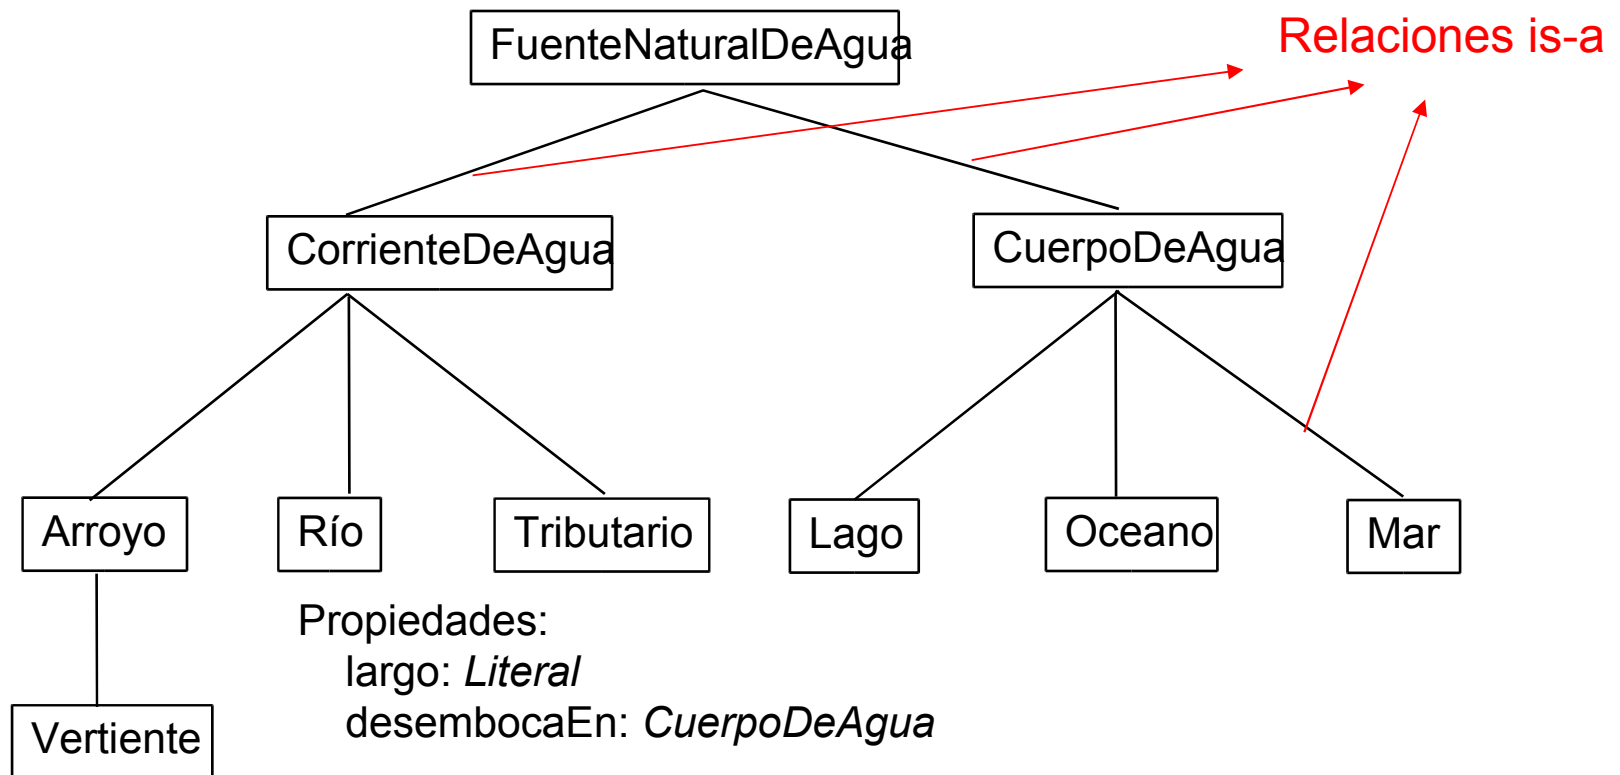 FuenteNaturalDeAgua
Relaciones is-a
CorrienteDeAgua
CuerpoDeAgua
Arroyo
Río
Tributario
Lago
Oceano
Mar
Propiedades:
largo: Literal
desembocaEn: CuerpoDeAgua
Vertiente